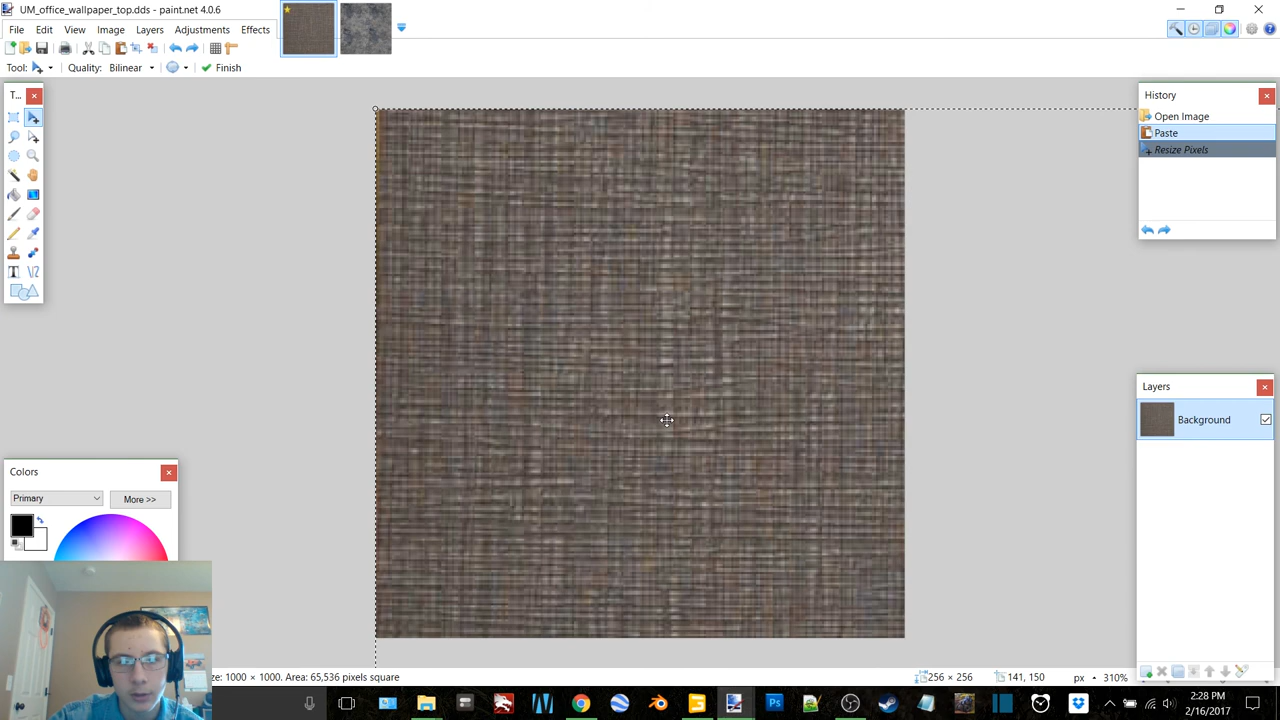 UM_office_wallpaper_top.dds - paint.net 4.0.6
File Edit View Image Layers Adjustments Effects
Tool: Quality: Bilinear Finish
T...
History
Open Image
Paste
Resize Pixels
Layers
Background
Colors
Primary More >>
ze: 1000 × 1000. Area: 65,536 pixels square 256 × 256 141, 150 px 310%
2:28 PM
2/16/2017